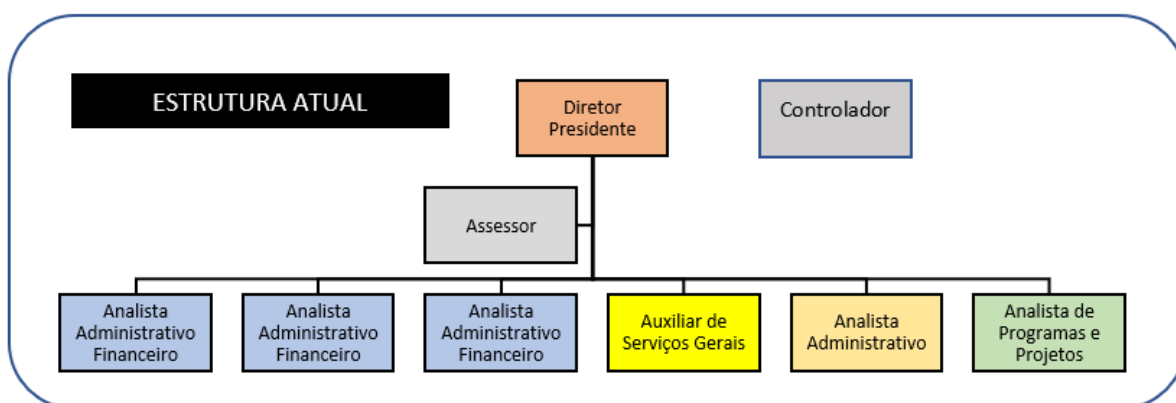 ESTRUTURA ATUAL
Diretor
Presidente
Controlador
Assessor
Analista
Administrativo
Financeiro
Analista
Administrativo
Financeiro
Analista
Administrativo
Financeiro
Auxiliar de
Serviços Gerais
Analista
Administrativo
Analista de
Programas e
Projetos